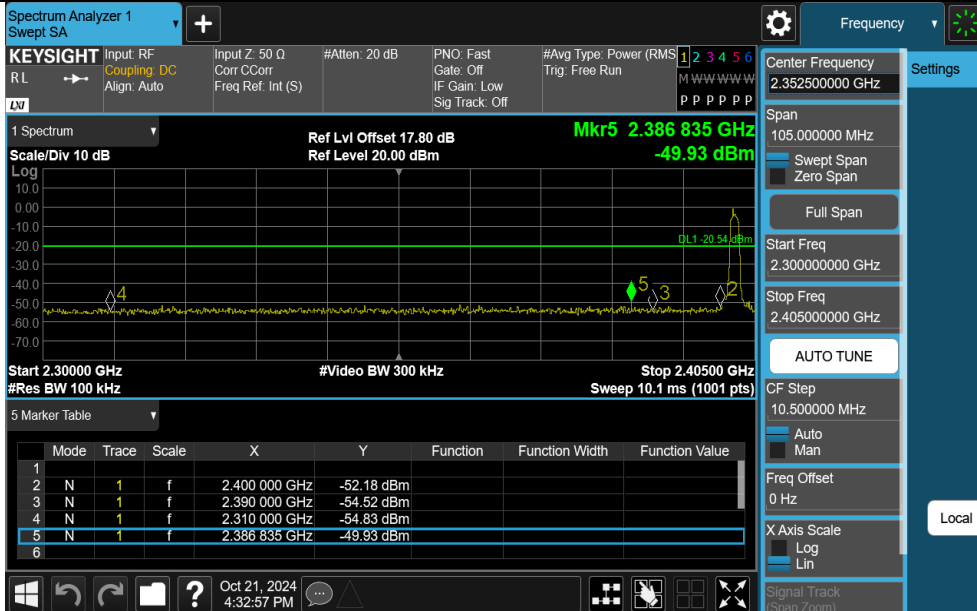 Spectrum Analyzer 1
Swept SA
+
Frequency
KEYSIGHT
RL
LXI
Input: RF
Coupling: DC
Align: Auto
Input Z: 50 Ω
Corr CCorr
Freq Ref: Int (S)
#Atten: 20 dB
PNO: Fast
Gate: Off
IF Gain: Low
Sig Track: Off
#Avg Type: Power (RMS
Trig: Free Run
1 2 3 4 5 6
M W W W W W
P P P P P P
1 Spectrum
Scale/Div 10 dB
Ref Lvl Offset 17.80 dB
Ref Level 20.00 dBm
Mkr5 2.386 835 GHz
-49.93 dBm
Log
10.0
0.00
-10.0
-20.0
-30.0
-40.0
-50.0
-60.0
-70.0
DL1 -20.54 dBm
4
5
3
2
Start 2.30000 GHz
#Res BW 100 kHz
#Video BW 300 kHz
Stop 2.40500 GHz
Sweep 10.1 ms (1001 pts)
5 Marker Table
Mode Trace Scale X Y Function Function Width Function Value
1
2 N 1 f 2.400 000 GHz -52.18 dBm
3 N 1 f 2.390 000 GHz -54.52 dBm
4 N 1 f 2.310 000 GHz -54.83 dBm
5 N 1 f 2.386 835 GHz -49.93 dBm
6
?
Oct 21, 2024
4:32:57 PM
Center Frequency
2.352500000 GHz
Span
105.000000 MHz
Swept Span
Zero Span
Full Span
Start Freq
2.300000000 GHz
Stop Freq
2.405000000 GHz
AUTO TUNE
CF Step
10.500000 MHz
Auto
Man
Freq Offset
0 Hz
X Axis Scale
Log
Lin
Signal Track
(Span Zoom)
Settings
Local